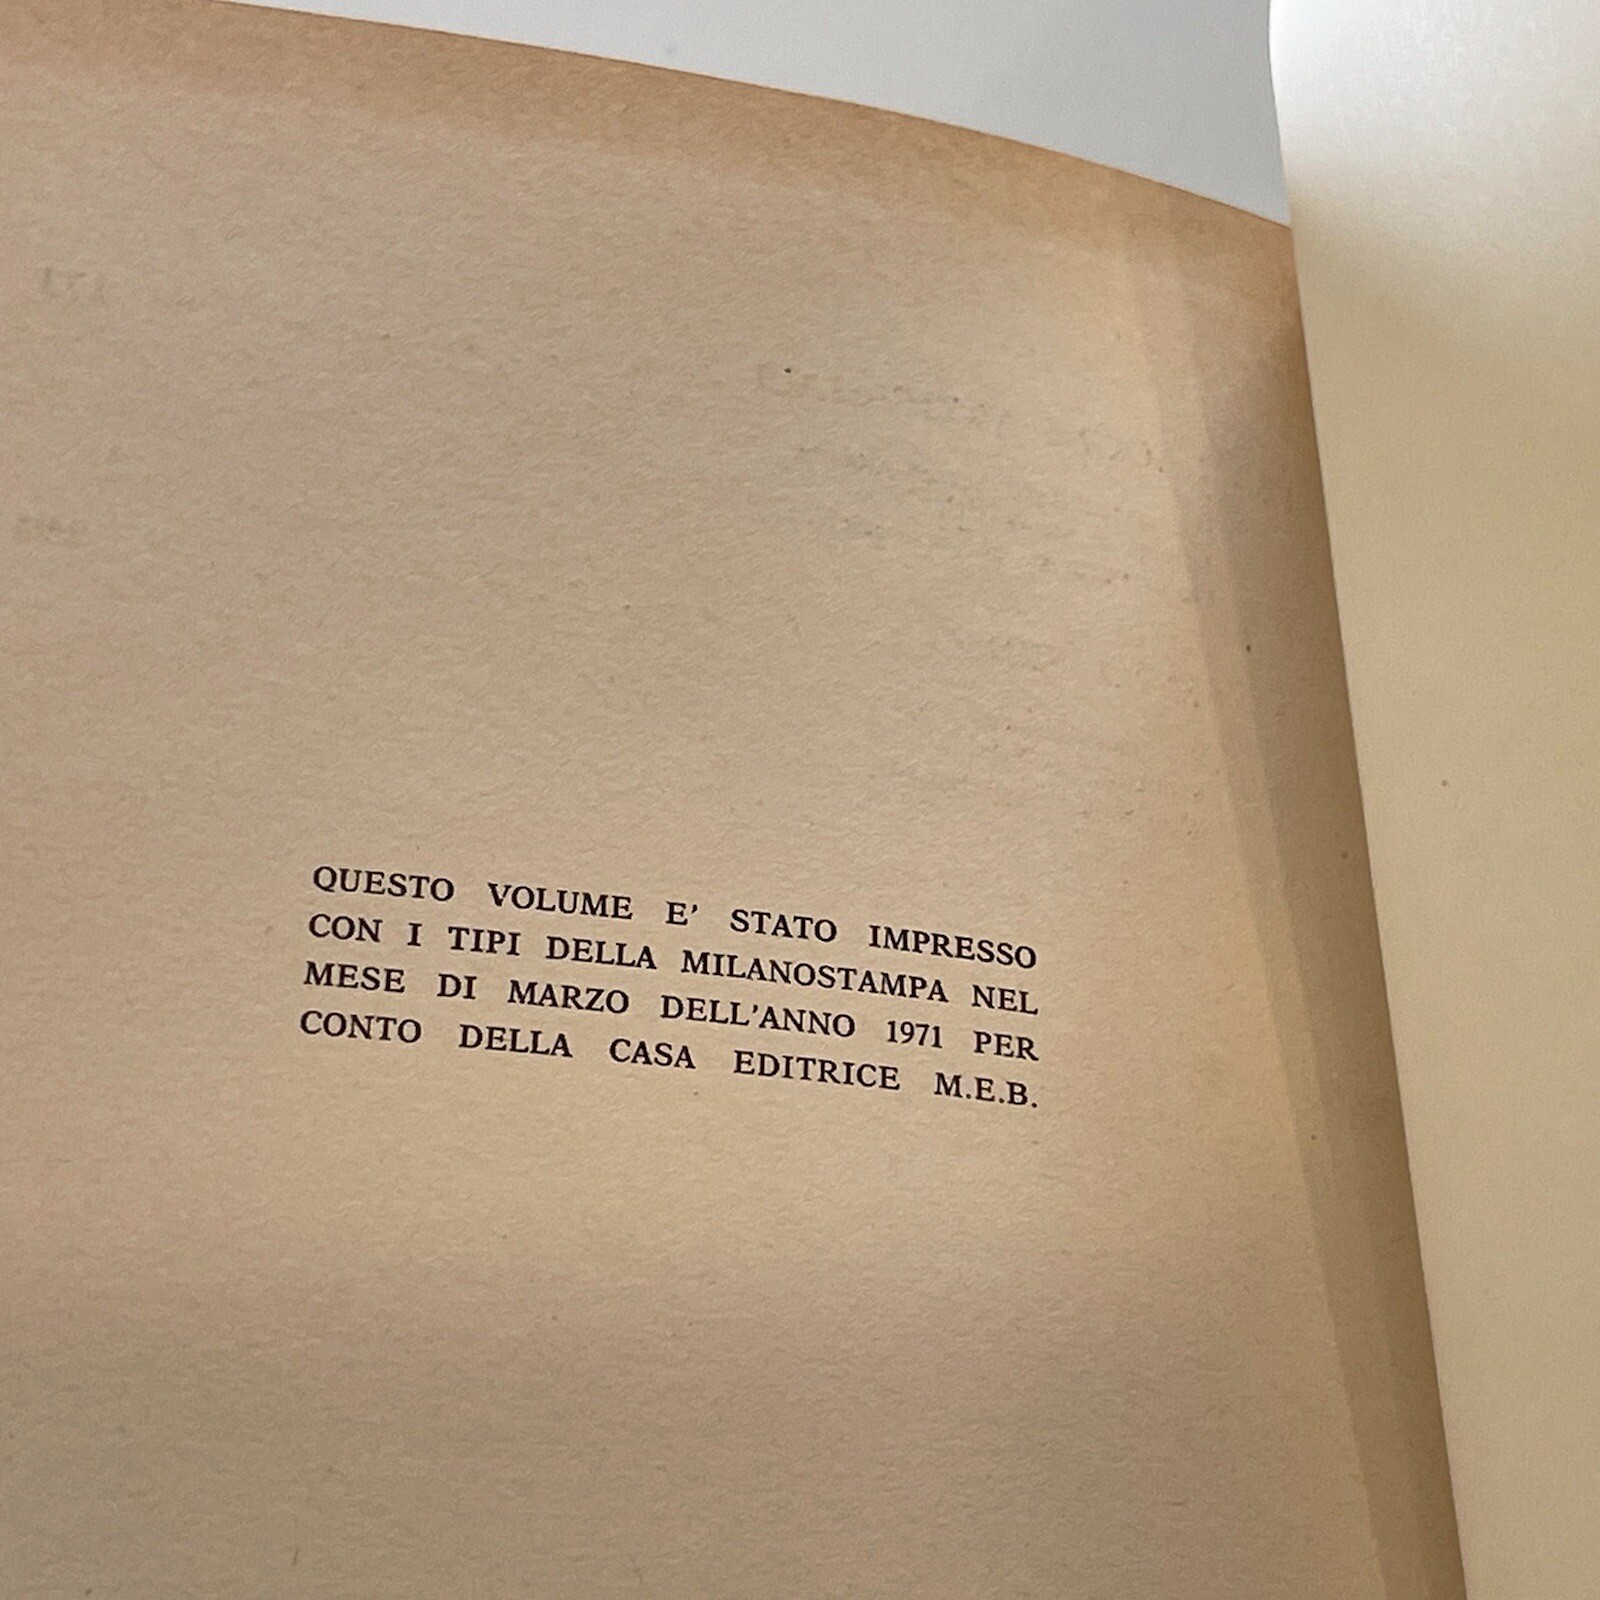 QUESTO VOLUME E' STATO IMPRESSO
CON I TIPI DELLA MILANOSTAMPA NEL
MESE DI MARZO DELL'ANNO 1971 PER
CONTO DELLA CASA EDITRICE M.E.B.